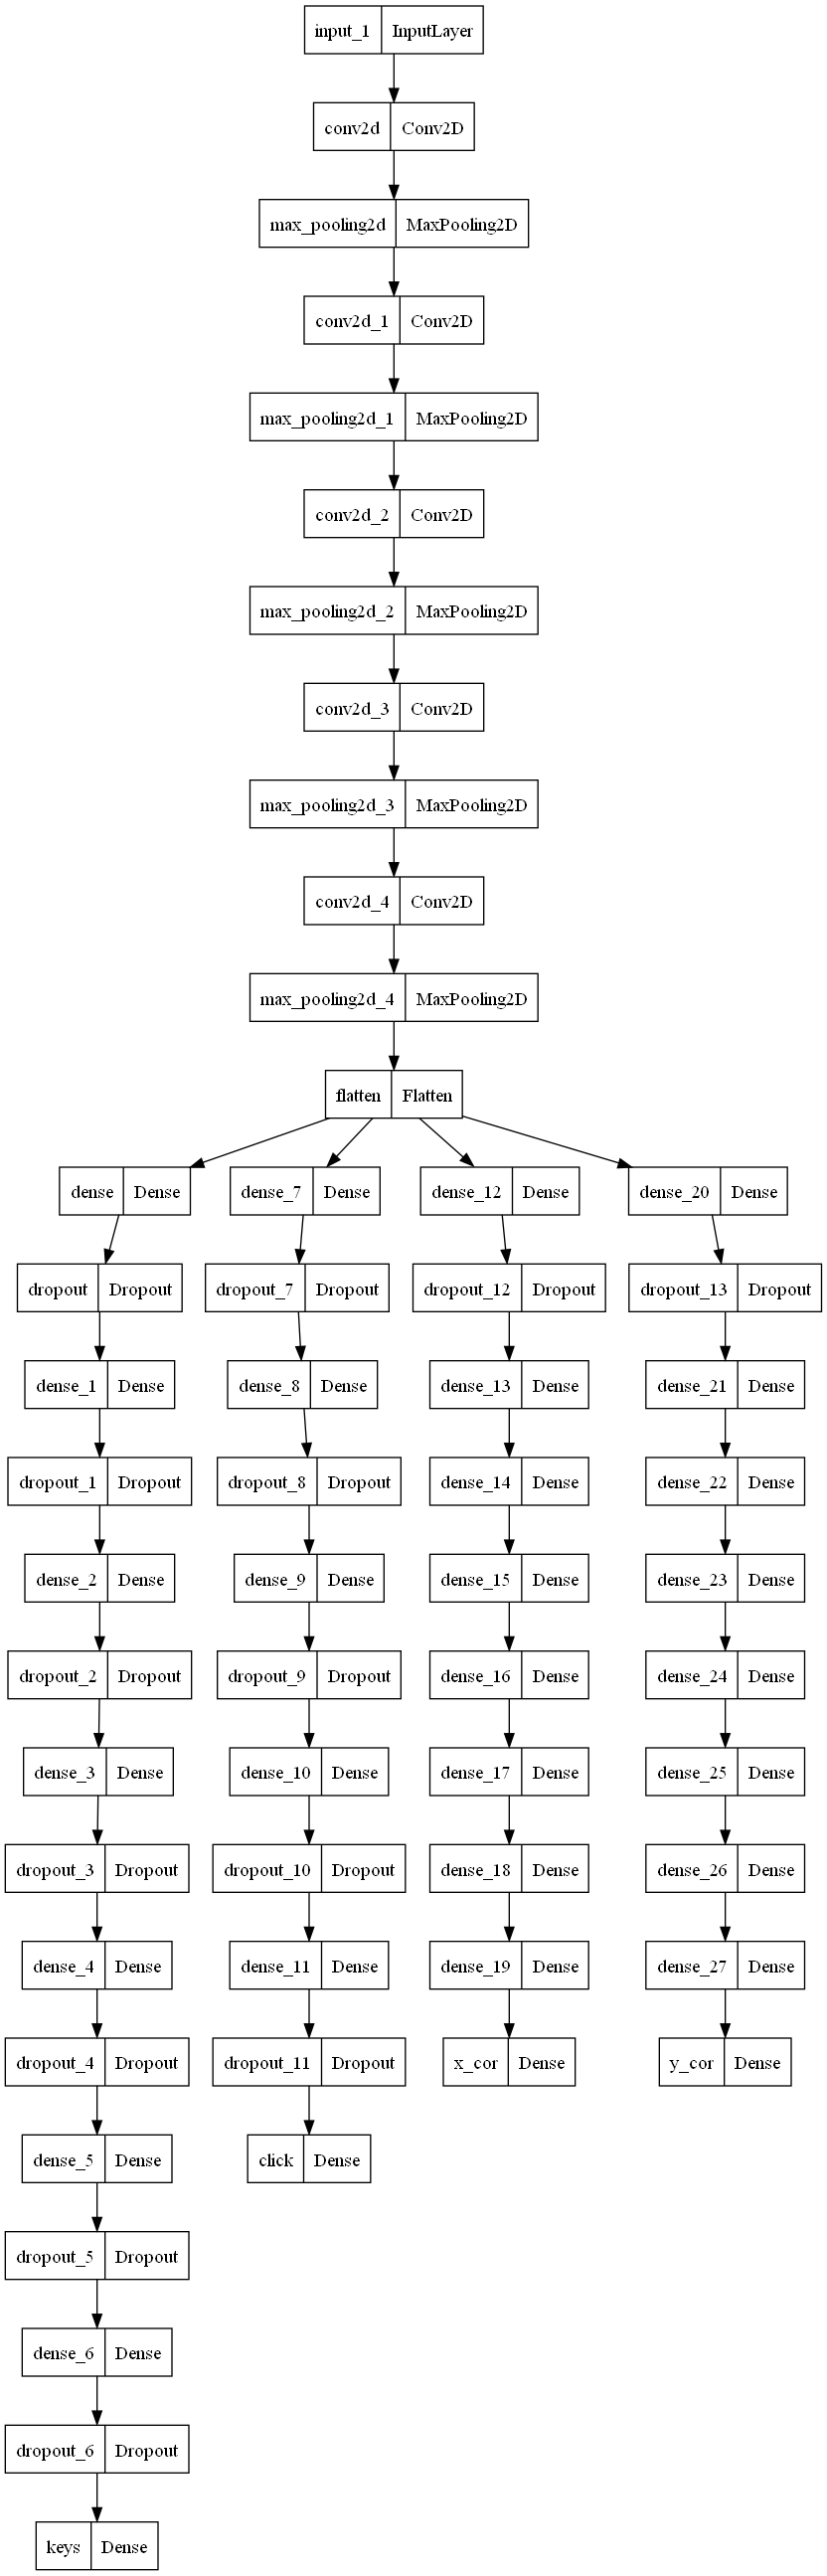 input_1 InputLayer
conv2d Conv2D
max_pooling2d MaxPooling2D
conv2d_1 Conv2D
max_pooling2d_1 MaxPooling2D
conv2d_2 Conv2D
max_pooling2d_2 MaxPooling2D
conv2d_3 Conv2D
max_pooling2d_3 MaxPooling2D
conv2d_4 Conv2D
max_pooling2d_4 MaxPooling2D
flatten Flatten
dense Dense dense_7 Dense dense_12 Dense dense_20 Dense
dropout Dropout dropout_7 Dropout dropout_12 Dropout dropout_13 Dropout
dense_1 Dense dense_8 Dense dense_13 Dense dense_21 Dense
dropout_1 Dropout dropout_8 Dropout dense_14 Dense dense_22 Dense
dense_2 Dense dense_9 Dense dense_15 Dense dense_23 Dense
dropout_2 Dropout dropout_9 Dropout dense_16 Dense dense_24 Dense
dense_3 Dense dense_10 Dense dense_17 Dense dense_25 Dense
dropout_3 Dropout dropout_10 Dropout dense_18 Dense dense_26 Dense
dense_4 Dense dense_11 Dense dense_19 Dense dense_27 Dense
dropout_4 Dropout dropout_11 Dropout x_cor Dense y_cor Dense
dense_5 Dense click Dense
dropout_5 Dropout
dense_6 Dense
dropout_6 Dropout
keys Dense